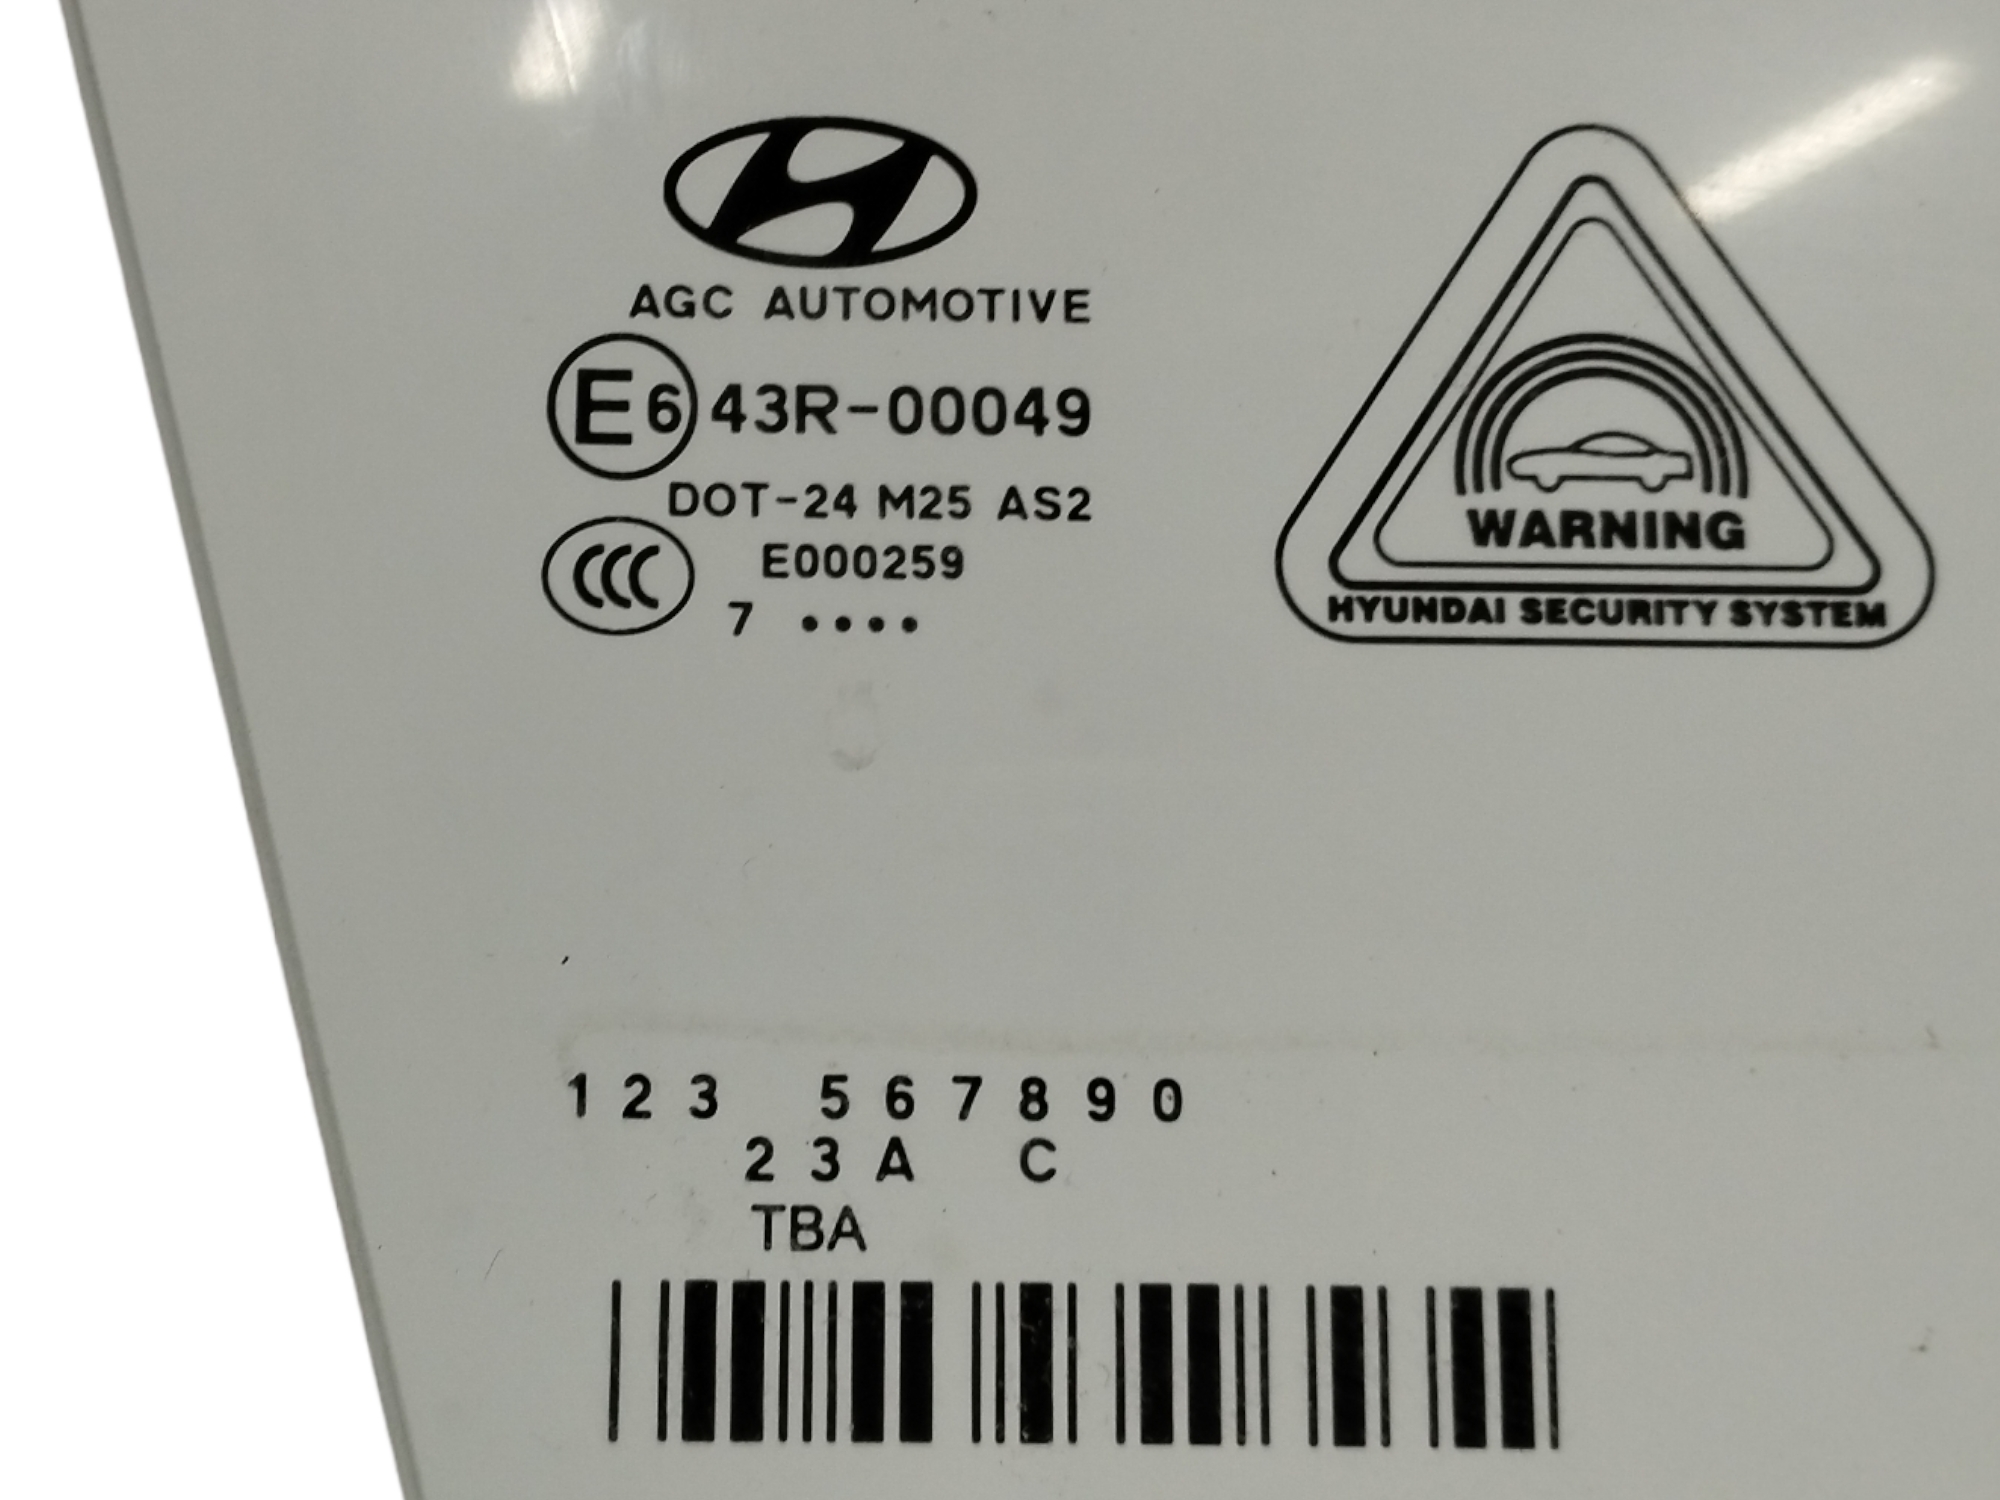 AGC AUTOMOTIVE
E6 43R-00049
DOT-24 M25 AS2
CCC E000259
7 ••••
WARNING
HYUNDAI SECURITY SYSTEM
1 2 3 5 6 7 8 9 0
2 3 A C
TBA